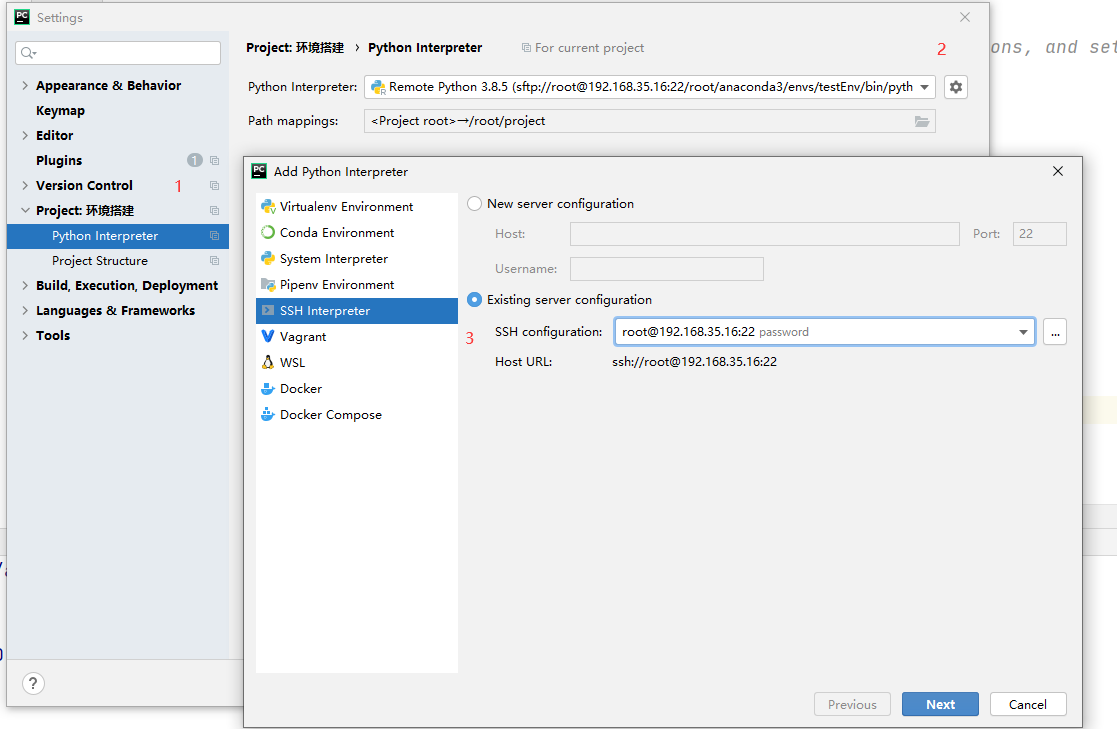 Settings
Project: 环境搭建 › Python Interpreter
For current project
2
ons, and set
Python Interpreter:
Remote Python 3.8.5 (sftp://root@192.168.35.16:22/root/anaconda3/envs/testEnv/bin/pyth
Path mappings:
<Project root>→/root/project
Appearance & Behavior
Keymap
Editor
Plugins
1
Version Control
1
Project: 环境搭建
Python Interpreter
Project Structure
Build, Execution, Deployment
Languages & Frameworks
Tools
?
Add Python Interpreter
Virtualenv Environment
Conda Environment
System Interpreter
Pipenv Environment
SSH Interpreter
Vagrant
WSL
Docker
Docker Compose
New server configuration
Host:
Port:
22
Username:
Existing server configuration
3
SSH configuration:
root@192.168.35.16:22 password
...
Host URL:
ssh://root@192.168.35.16:22
Previous
Next
Cancel